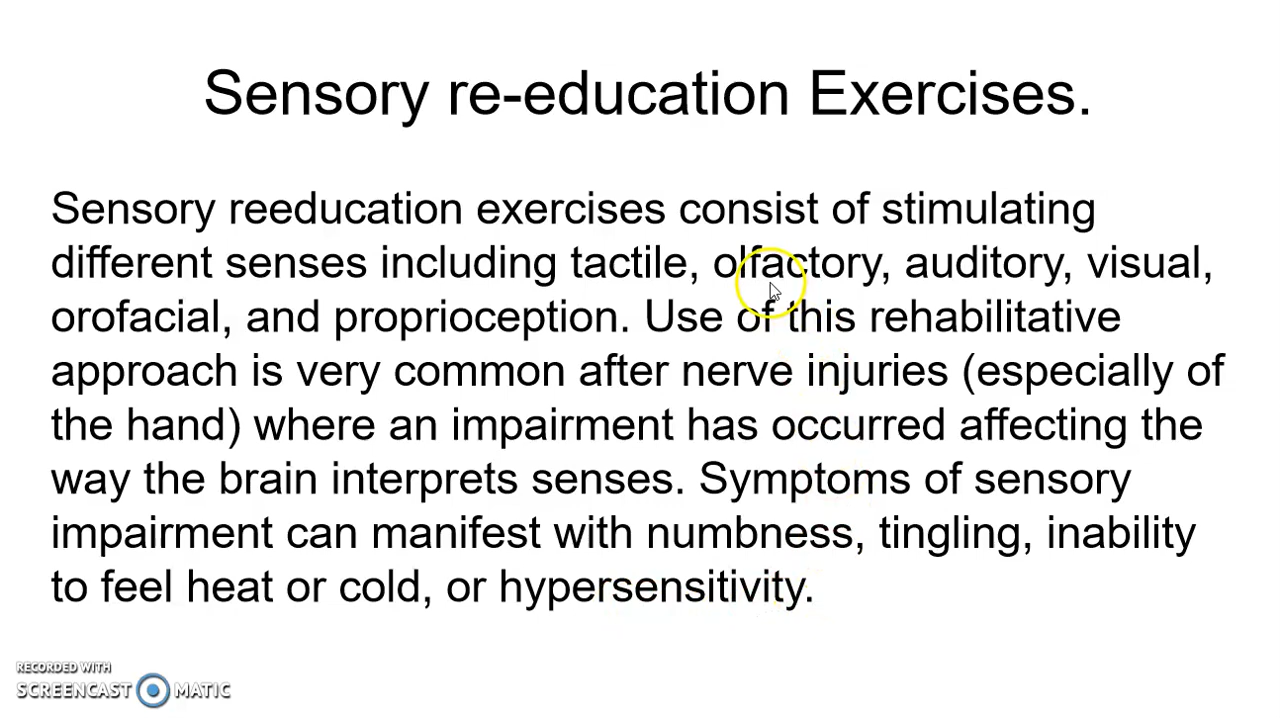 Sensory re-education Exercises.
Sensory reeducation exercises consist of stimulating
different senses including tactile, olfactory, auditory, visual,
orofacial, and proprioception. Use of this rehabilitative
approach is very common after nerve injuries (especially of
the hand) where an impairment has occurred affecting the
way the brain interprets senses. Symptoms of sensory
impairment can manifest with numbness, tingling, inability
to feel heat or cold, or hypersensitivity.
RECORDED WITH
SCREENCAST MATIC